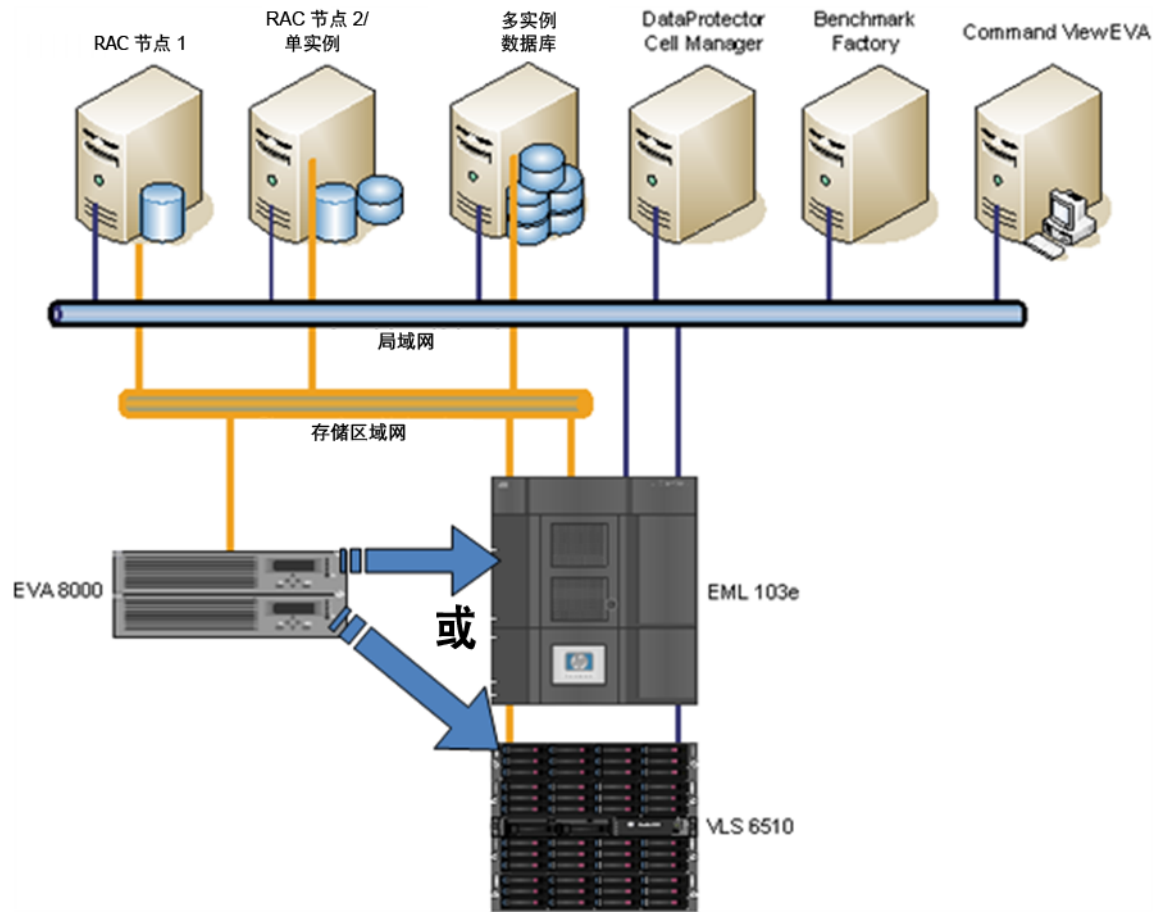 RAC 节点 1
RAC 节点 2/
单实例
多实例
数据库
DataProtector
Cell Manager
Benchmark
Factory
Command ViewEVA
局域网
存储区域网
EVA 8000
或
EML 103e
hp
VLS 6510